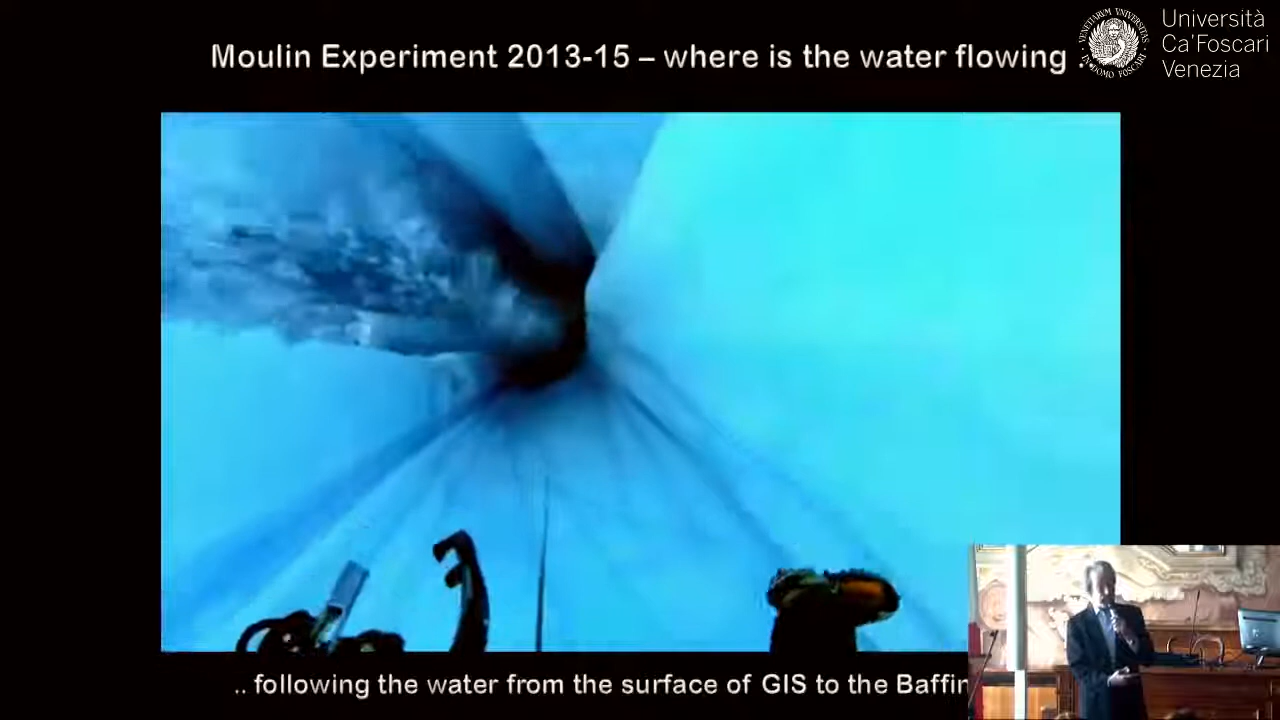 Moulin Experiment 2013-15 – where is the water flowing .
Università
Ca'Foscari
Venezia
.. following the water from the surface of GIS to the Baffin